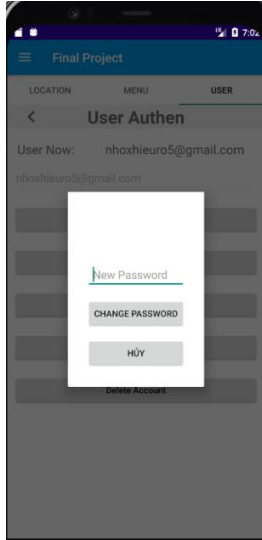 7:02
Final Project
LOCATION MENU USER
User Authen
User Now: nhoxhieuro5@gmail.com
nhoxhieuro5@gmail.com
New Password
CHANGE PASSWORD
HỦY
Delete Account